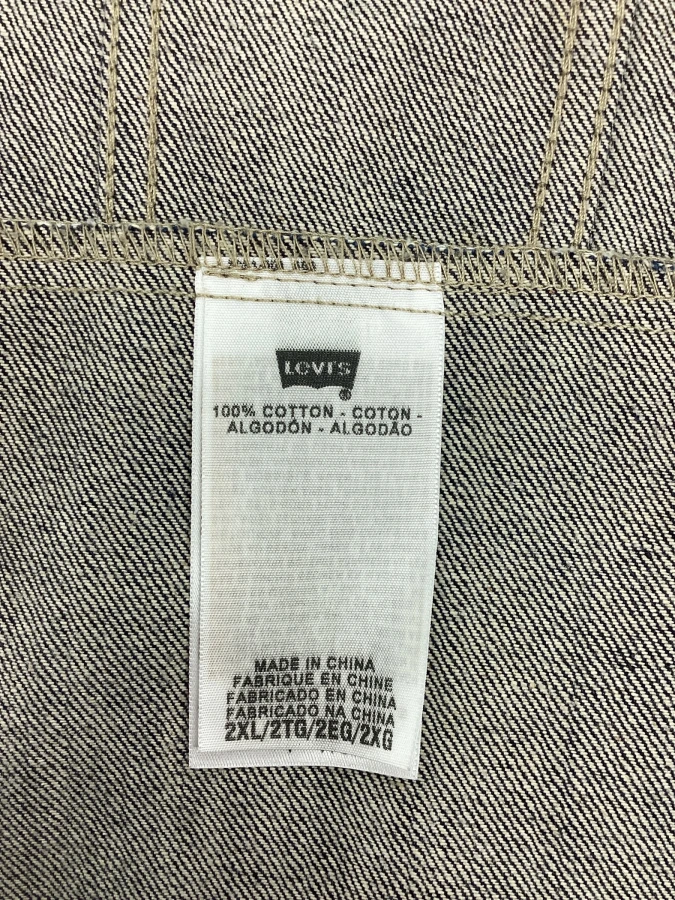 LEVI'S
®
100% COTTON - COTON -
ALGODÓN - ALGODÃO
MADE IN CHINA
FABRIQUE EN CHINE
FABRICADO EN CHINA
FABRICADO NA CHINA
2XL/2TG/2EG/2XG